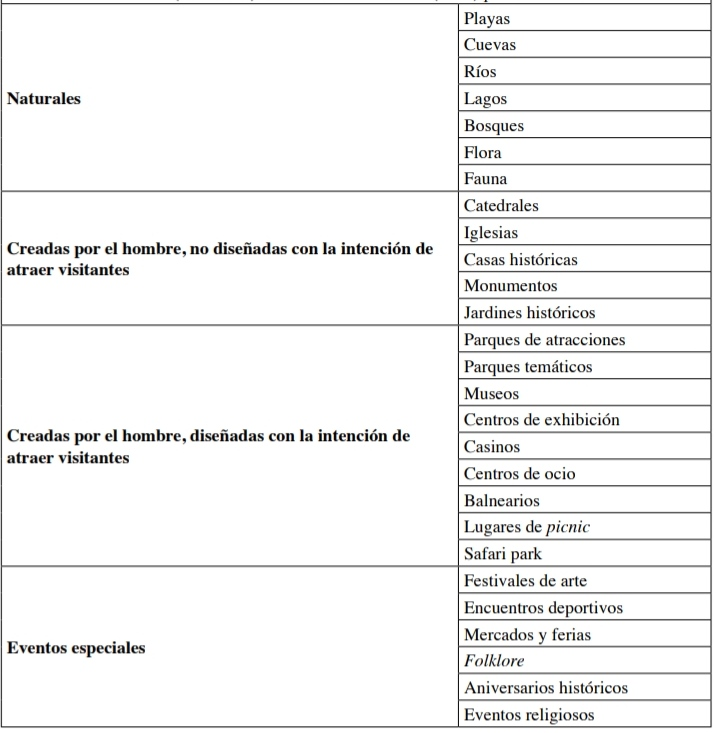 Naturales
Playas
Cuevas
Ríos
Lagos
Bosques
Flora
Fauna
Creadas por el hombre, no diseñadas con la intención de
atraer visitantes
Catedrales
Iglesias
Casas históricas
Monumentos
Jardines históricos
Creadas por el hombre, diseñadas con la intención de
atraer visitantes
Parques de atracciones
Parques temáticos
Museos
Centros de exhibición
Casinos
Centros de ocio
Balnearios
Lugares de picnic
Safari park
Eventos especiales
Festivales de arte
Encuentros deportivos
Mercados y ferias
Folklore
Aniversarios históricos
Eventos religiosos